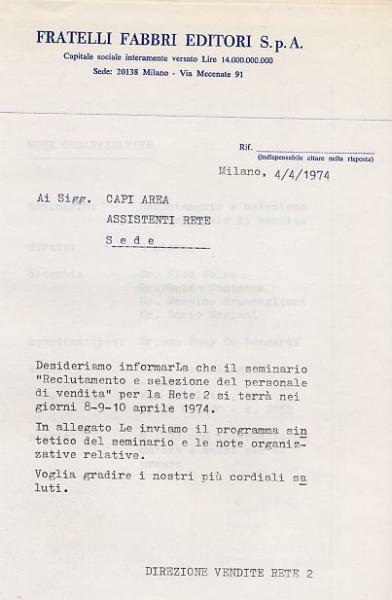 FRATELLI FABBRI EDITORI S.p.A.
Capitale sociale interamente versato Lire 14.000.000.000
Sede: 20138 Milano - Via Mecenate 91
Rif.
(indispensabile citare nella risposta)
Milano, 4/4/1974
Ai Sigg. CAPI AREA
ASSISTENTI RETE
Sede
NOTE ORGANIZZATIVE
Desideriamo informarLa che il seminario
"Reclutamento e selezione del personale
di vendita" per la Rete 2 si terrà nei
giorni 8-9-10 aprile 1974.
In allegato Le inviamo il programma sin
tetico del seminario e le note organiz-
zative relative.
Voglia gradire i nostri più cordiali sa
luti.
DIREZIONE VENDITE RETE 2